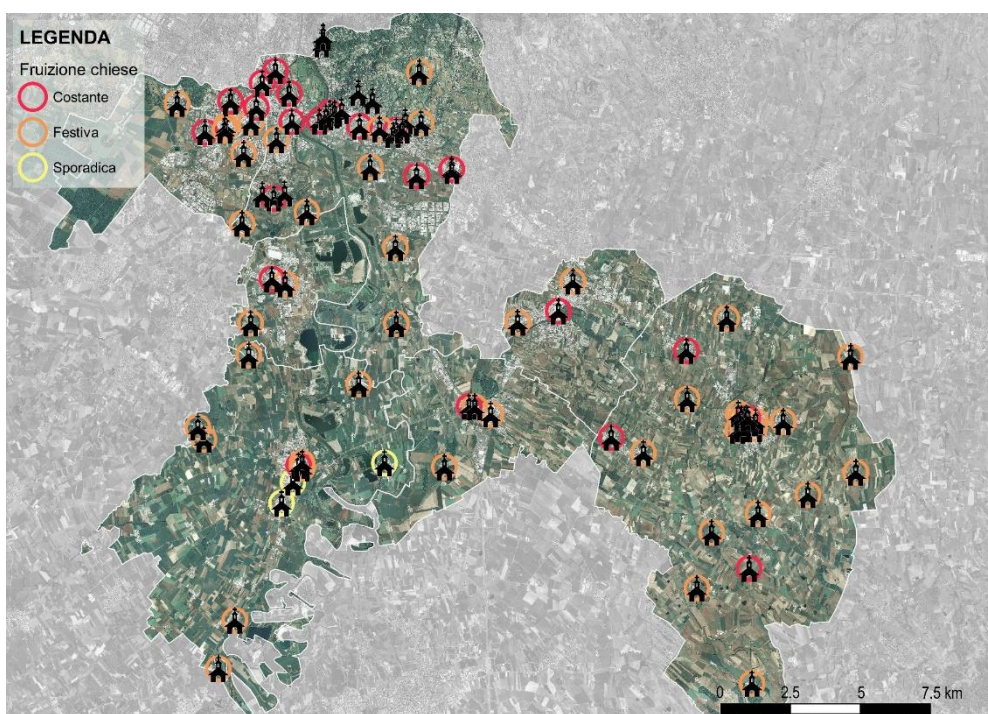 LEGENDA
Fruizione chiese
Costante
Festiva
Sporadica
0 2.5 5 7.5 km